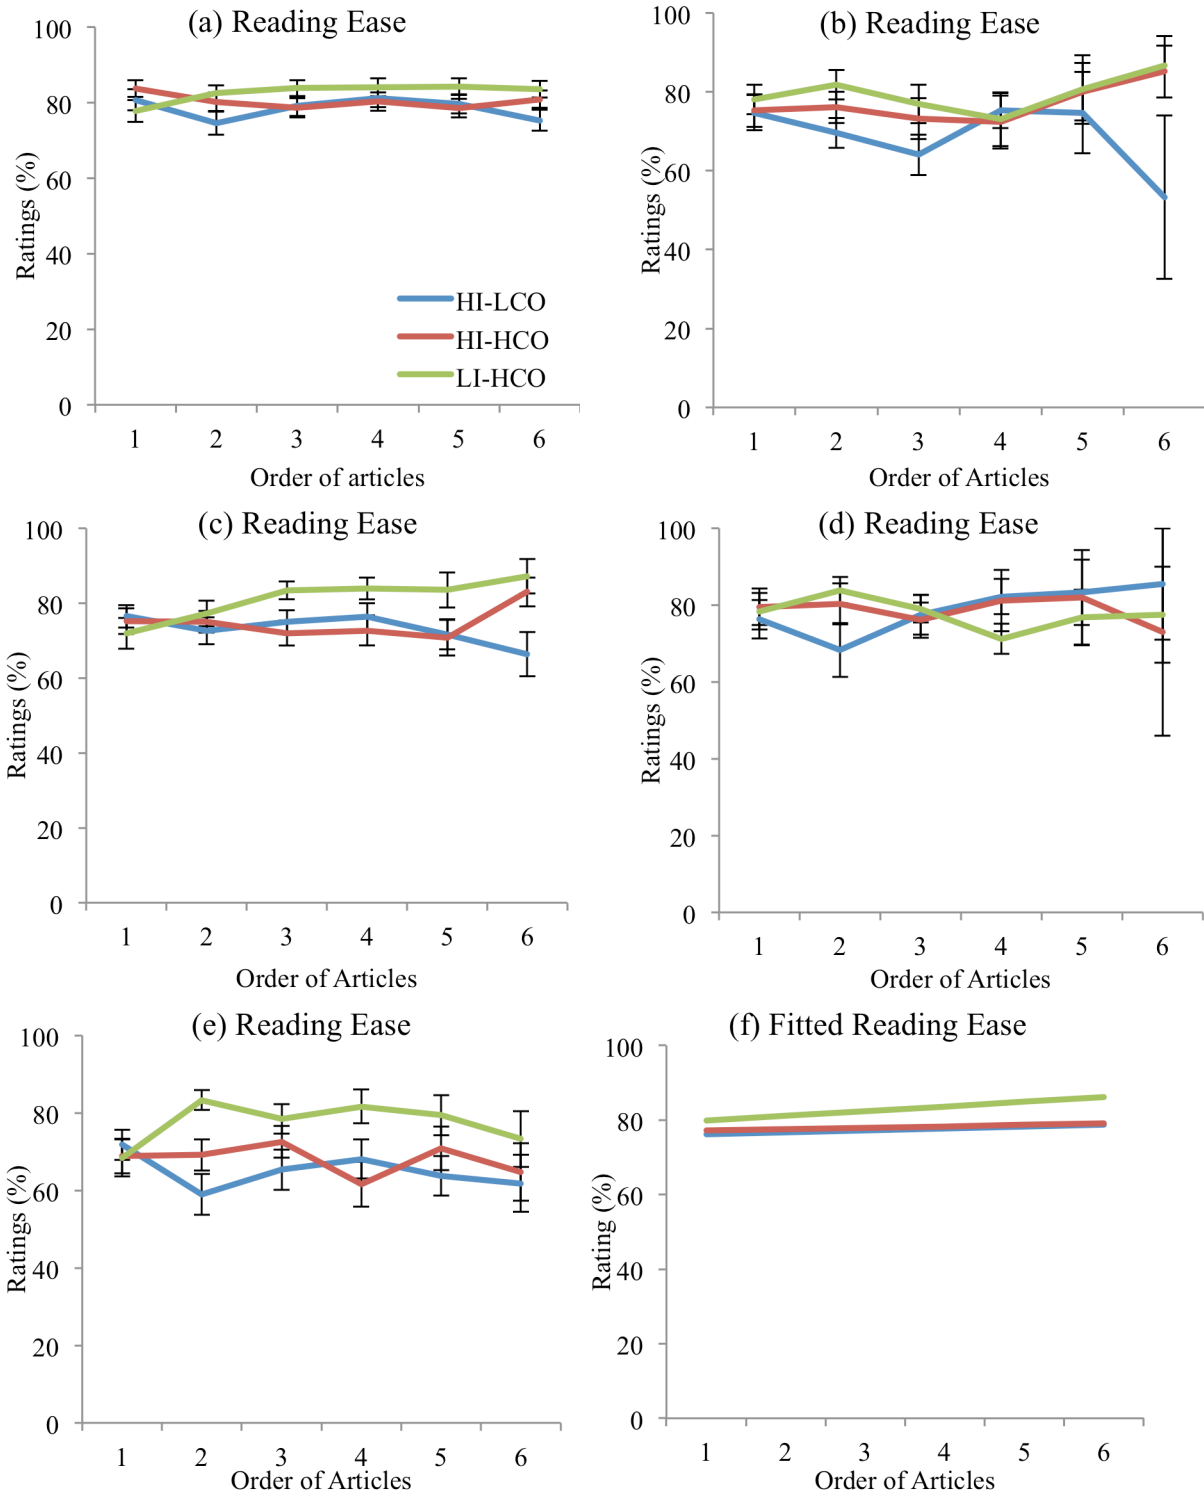 (a) Reading Ease
100
80
60
40
20
0
Ratings (%)
HI-LCO
HI-HCO
LI-HCO
1 2 3 4 5 6
Order of articles
(b) Reading Ease
100
80
60
40
20
0
Ratings (%)
1 2 3 4 5 6
Order of Articles
(c) Reading Ease
100
80
60
40
20
0
Ratings (%)
1 2 3 4 5 6
Order of Articles
(d) Reading Ease
100
80
60
40
20
0
Ratings (%)
1 2 3 4 5 6
Order of Articles
(e) Reading Ease
100
80
60
40
20
0
Ratings (%)
1 2 3 4 5 6
Order of Articles
(f) Fitted Reading Ease
100
80
60
40
20
0
Rating (%)
1 2 3 4 5 6
Order of Articles